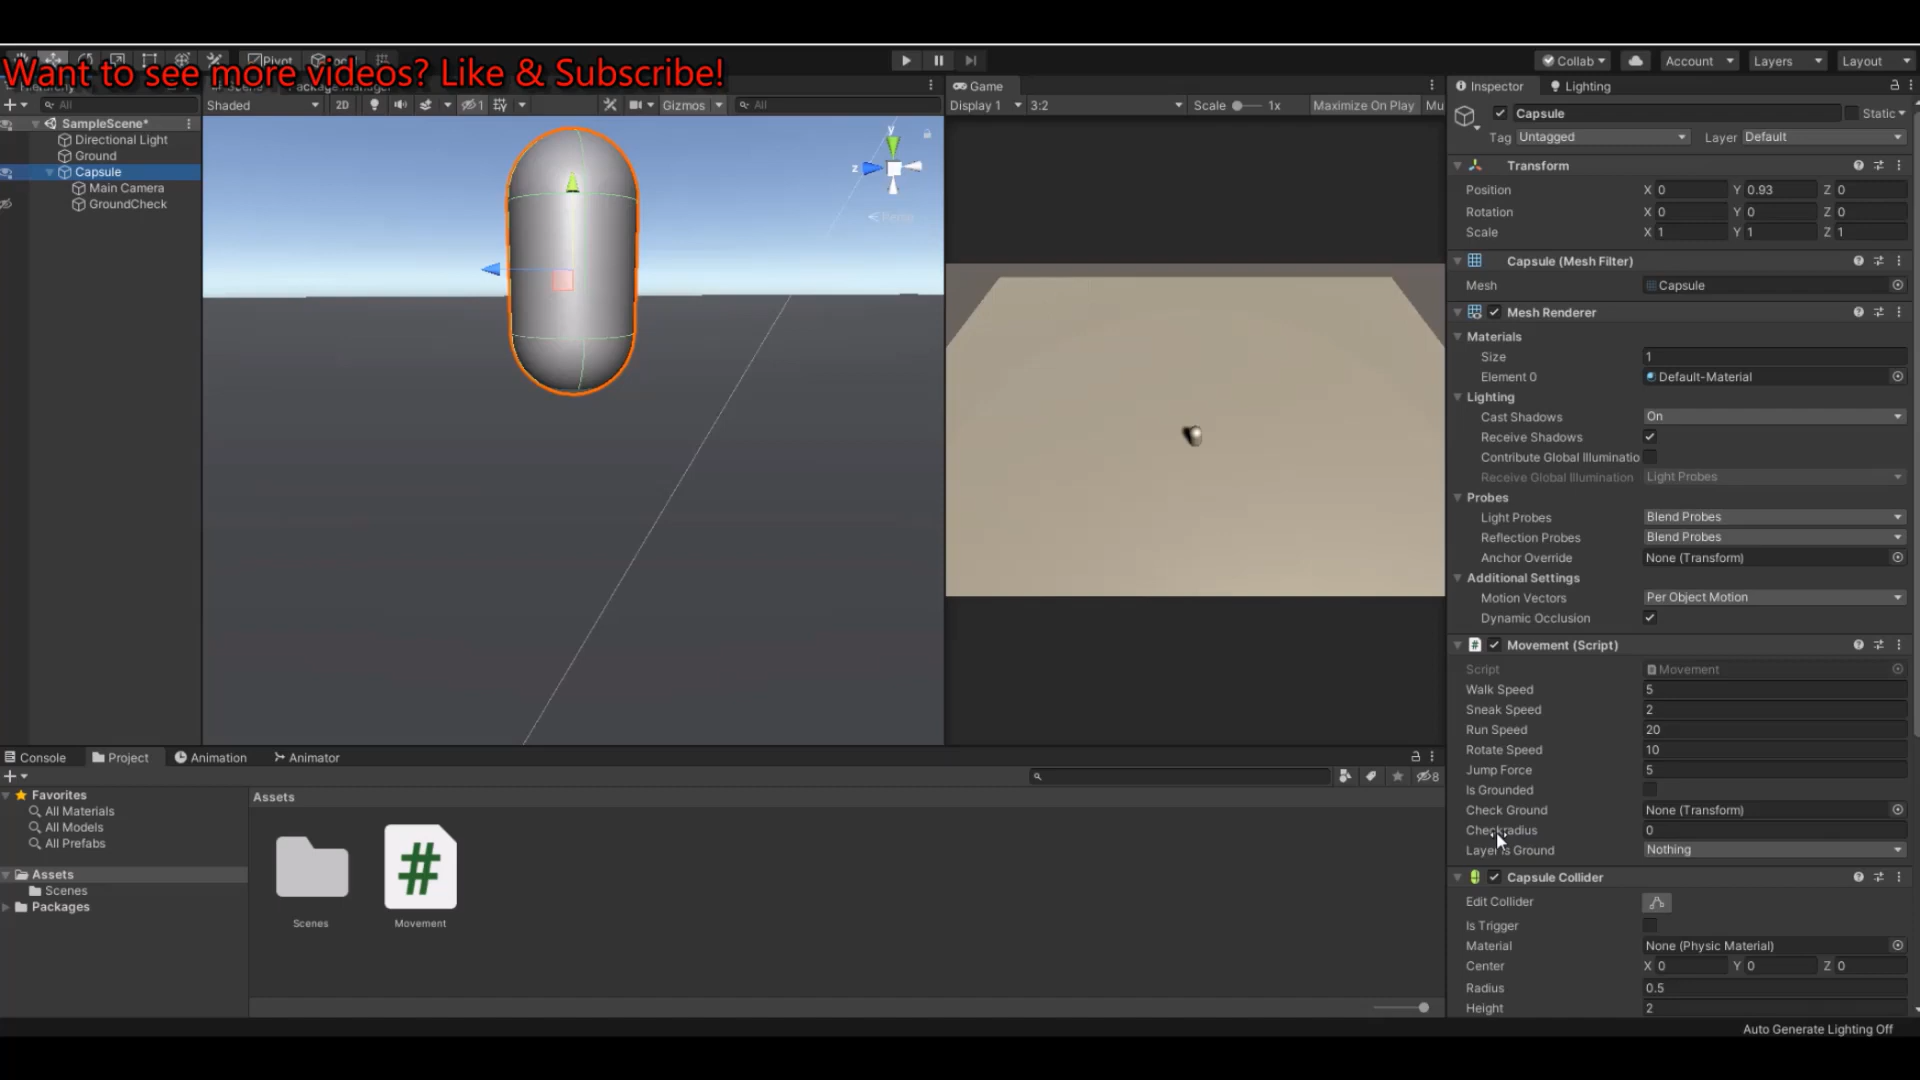 Want to see more videos? Like & Subscribe!
Pivot
Collab
Account
Layers
Layout
All
SampleScene*
Directional Light
Ground
Capsule
Main Camera
GroundCheck
Shaded
2D
1
Gizmos
All
y
z
Persp
Game
Display 1
3:2
Scale
1x
Maximize On Play
Mu
Inspector
Lighting
Capsule
Static
Tag
Untagged
Layer
Default
Transform
Position X 0 Y 0.93 Z 0
Rotation X 0 Y 0 Z 0
Scale X 1 Y 1 Z 1
Capsule (Mesh Filter)
Mesh Capsule
Mesh Renderer
Materials
Size 1
Element 0 Default-Material
Lighting
Cast Shadows On
Receive Shadows
Contribute Global Illuminatio
Receive Global Illumination Light Probes
Probes
Light Probes Blend Probes
Reflection Probes Blend Probes
Anchor Override None (Transform)
Additional Settings
Motion Vectors Per Object Motion
Dynamic Occlusion
# Movement (Script)
Script Movement
Walk Speed 5
Sneak Speed 2
Run Speed 20
Rotate Speed 10
Jump Force 5
Is Grounded
Check Ground None (Transform)
Checkradius 0
Layer Is Ground Nothing
Capsule Collider
Edit Collider
Is Trigger
Material None (Physic Material)
Center X 0 Y 0 Z 0
Radius 0.5
Height 2
Console
Project
Animation
Animator
8
Favorites
All Materials
All Models
All Prefabs
Assets
Scenes
Packages
Assets
#
Scenes
Movement
Auto Generate Lighting Off